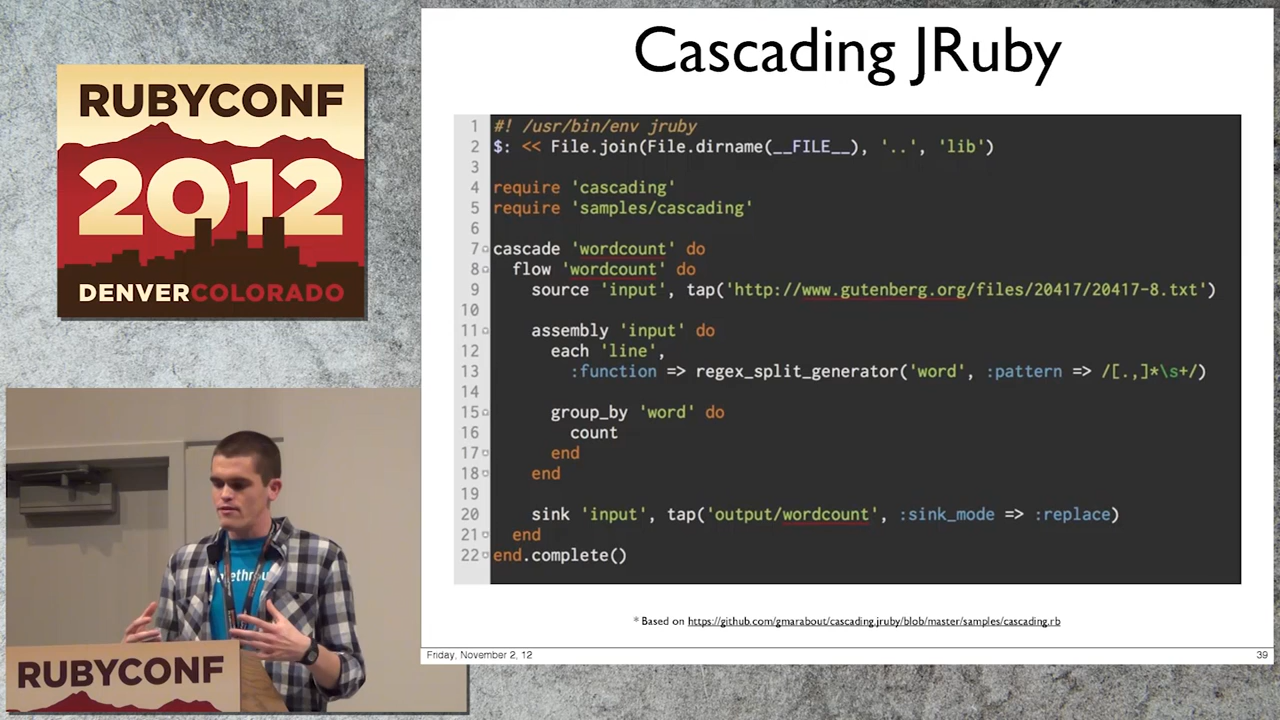 RUBYCONF
2012
DENVERCOLORADO
Cascading JRuby
1 #! /usr/bin/env jruby
2 $: << File.join(File.dirname(__FILE__), '..', 'lib')
3
4 require 'cascading'
5 require 'samples/cascading'
6
7 cascade 'wordcount' do
8 flow 'wordcount' do
9 source 'input', tap('http://www.gutenberg.org/files/20417/20417-8.txt')
10
11 assembly 'input' do
12 each 'line',
13 :function => regex_split_generator('word', :pattern => /[.,]*\s+/)
14
15 group_by 'word' do
16 count
17 end
18 end
19
20 sink 'input', tap('output/wordcount', :sink_mode => :replace)
21 end
22 end.complete()
* Based on https://github.com/gmarabout/cascading.jruby/blob/master/samples/cascading.rb
Friday, November 2, 12
39
RUBYCONF